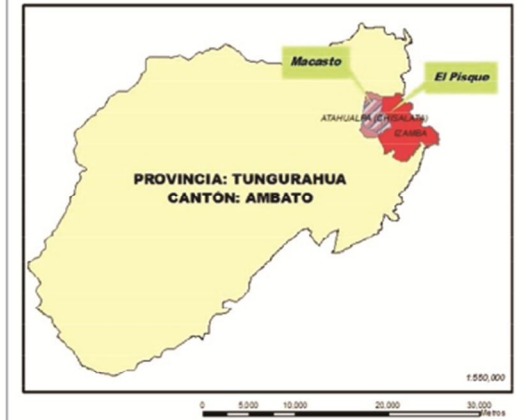 Macasto
El Pisque
ATAHUALPA (CHISALATA)
IZAMBA
PROVINCIA: TUNGURAHUA
CANTÓN: AMBATO
1:550,000
0 5.000 10.000 20.000 30.000
Metros